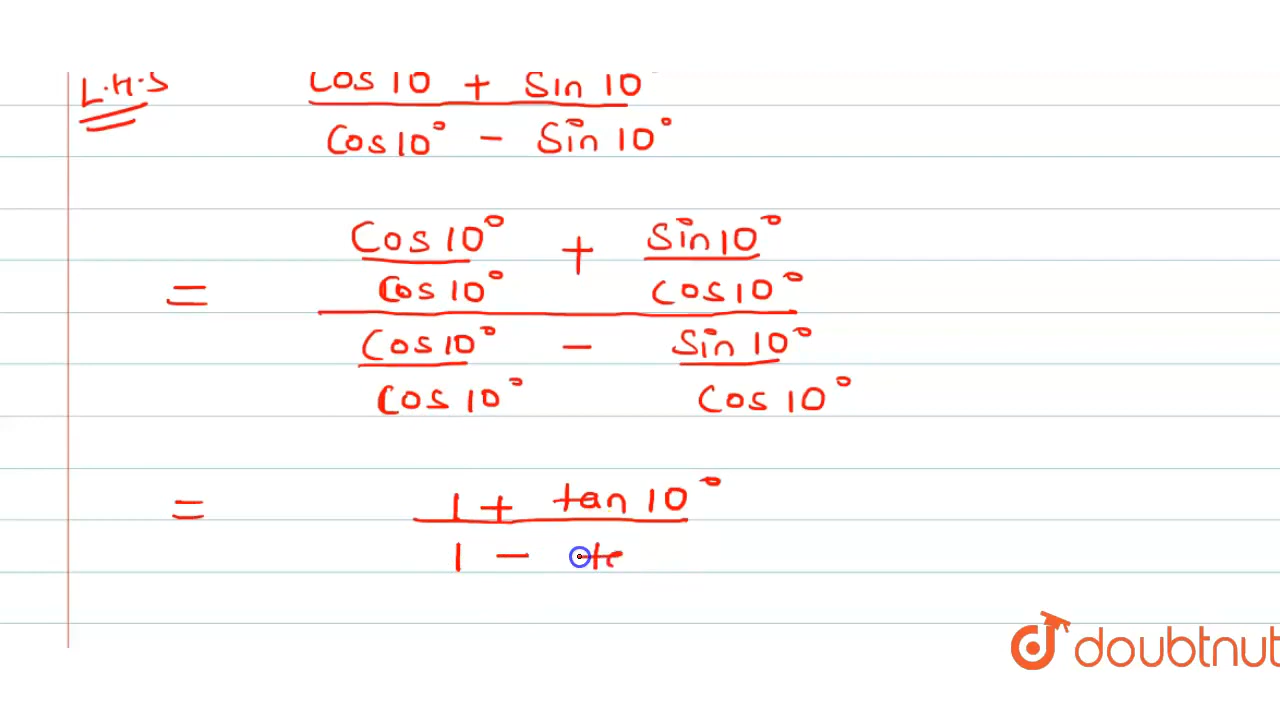 L.H.S cos 10 + sin 10°
cos 10° - sin 10°
cos 10° + sin 10°
= cos 10° cos 10°
cos 10° - sin 10°
cos 10° cos 10°
= 1 + tan 10°
1 - 
doubtnut